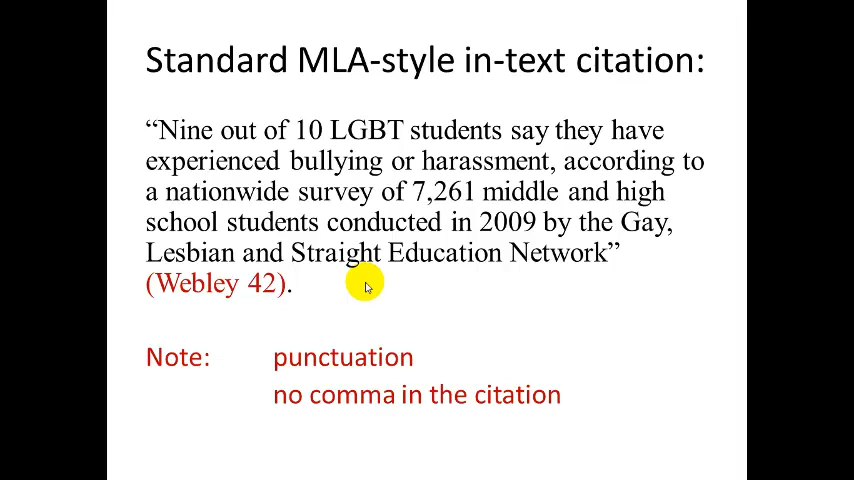 Standard MLA-style in-text citation:
“Nine out of 10 LGBT students say they have
experienced bullying or harassment, according to
a nationwide survey of 7,261 middle and high
school students conducted in 2009 by the Gay,
Lesbian and Straight Education Network”
(Webley 42).
Note: punctuation
no comma in the citation